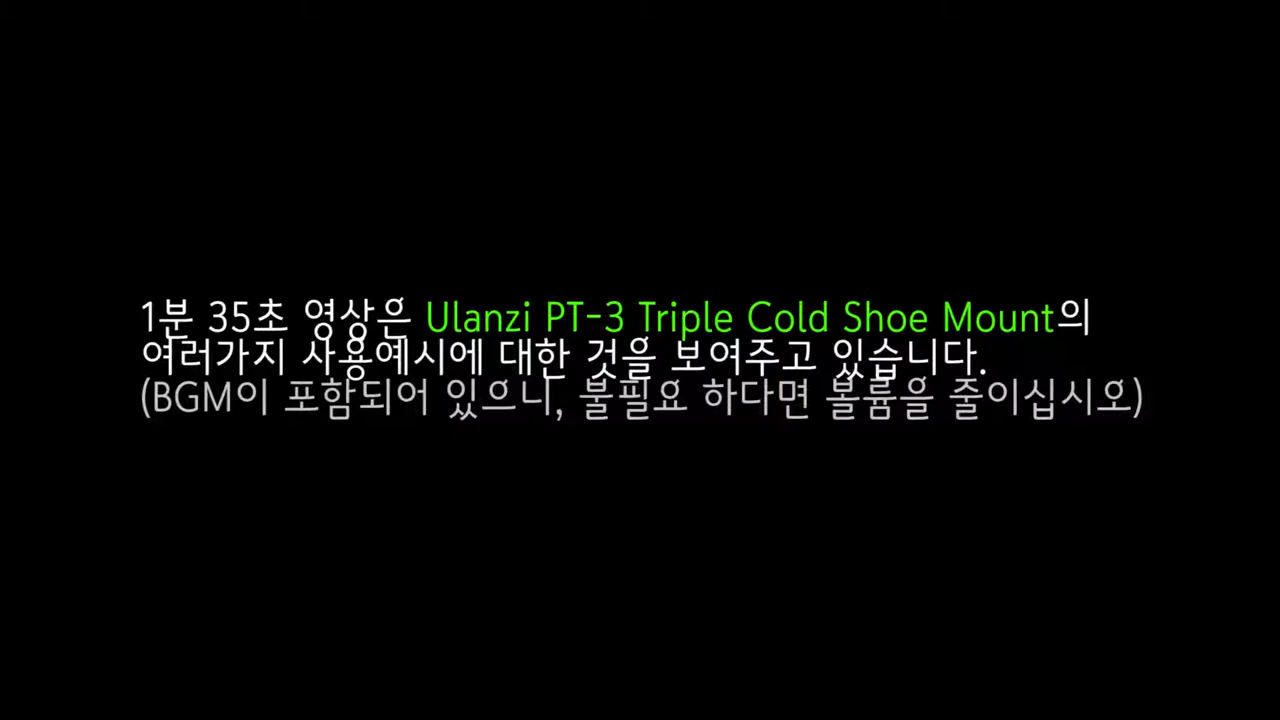 1분 35초 영상은 Ulanzi PT-3 Triple Cold Shoe Mount의
여러가지 사용예시에 대한 것을 보여주고 있습니다.
(BGM이 포함되어 있으니, 불필요 하다면 볼륨을 줄이십시오)